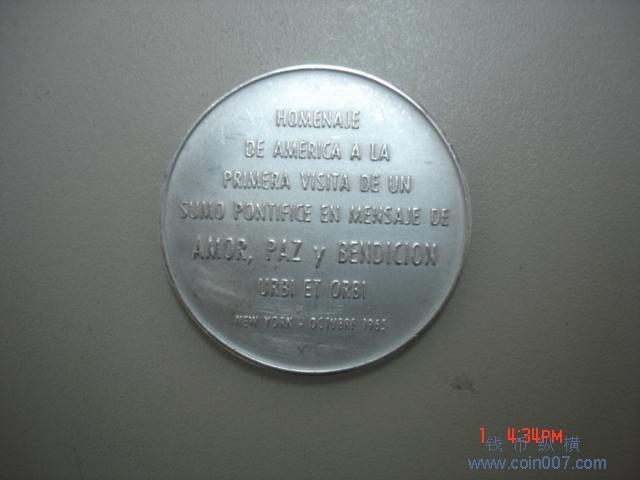 HOMENAJE
DE AMERICA A LA
PRIMERA VISITA DE UN
SUMO PONTIFICE EN MENSAJE DE
AMOR, PAZ y BENDICION
URBI ET ORBI
NEW YORK - OCTUBRE 1965
1 4:34PM
钱币纵横
www.coin007.com